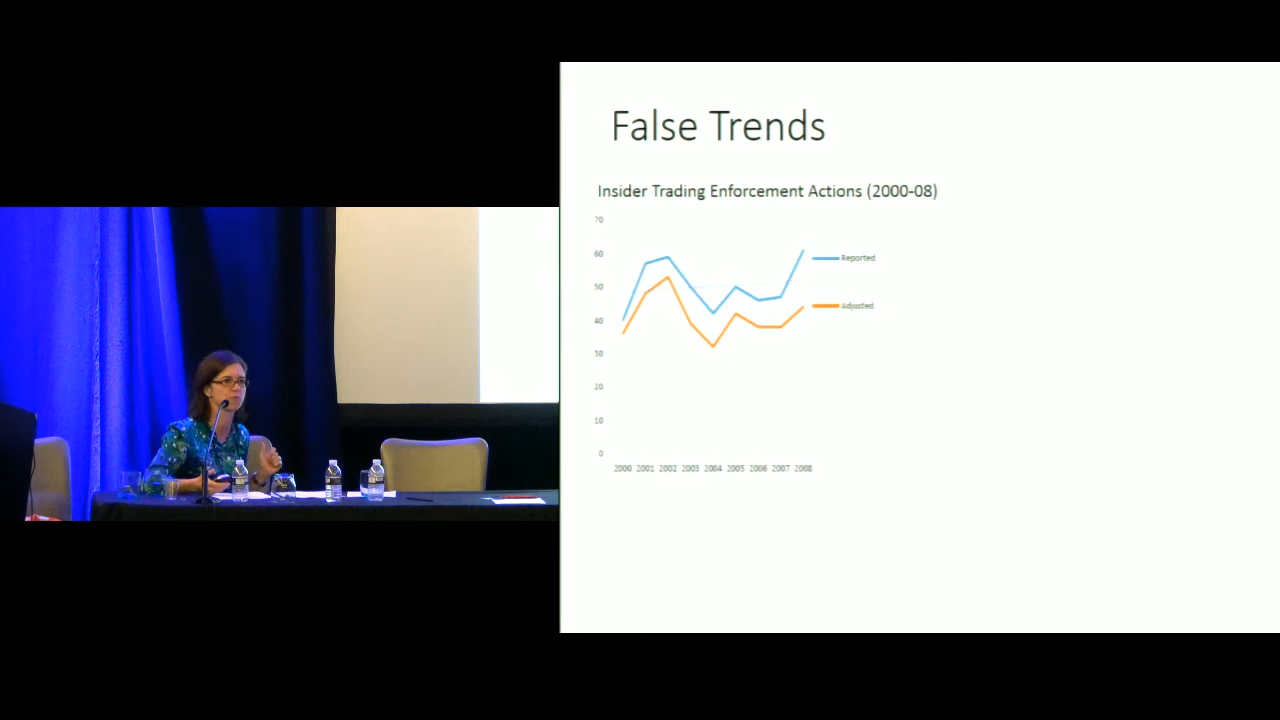 False Trends
Insider Trading Enforcement Actions (2000-08)
70
60
50
40
30
20
10
0
2000 2001 2002 2003 2004 2005 2006 2007 2008
Reported
Adjusted